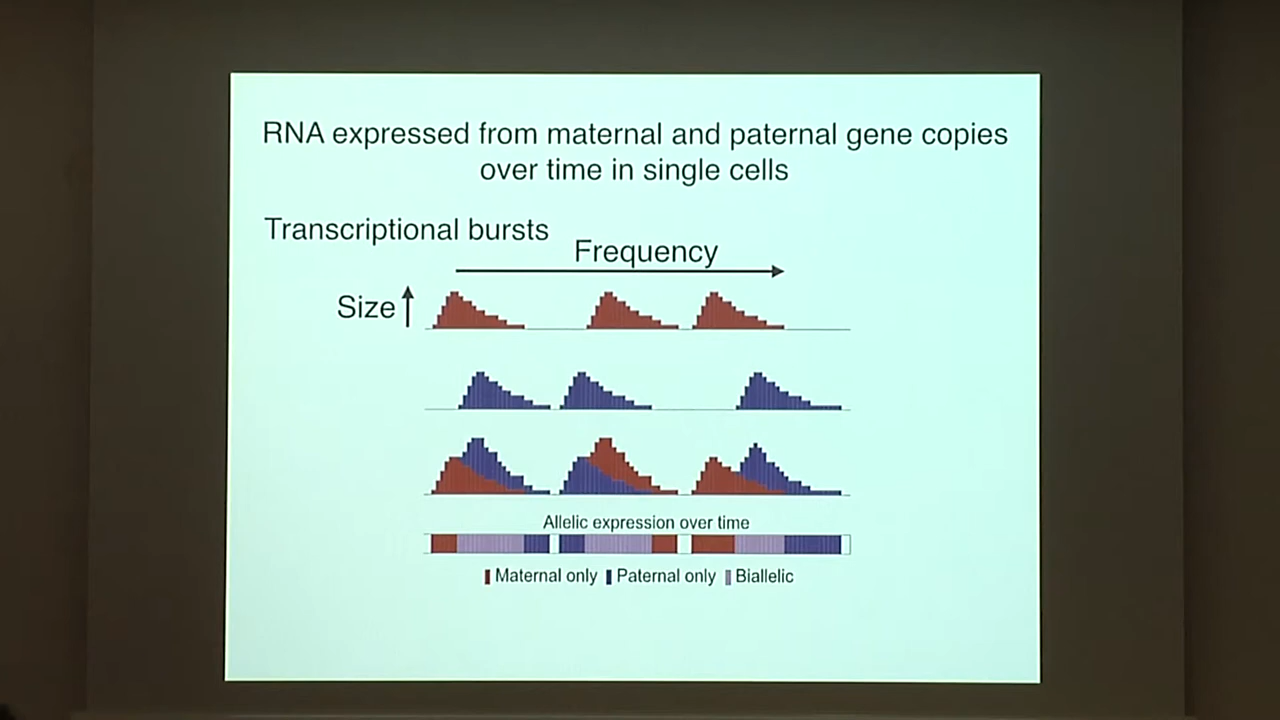 RNA expressed from maternal and paternal gene copies
over time in single cells
Transcriptional bursts
Frequency
Size
Allelic expression over time
Maternal only Paternal only Biallelic